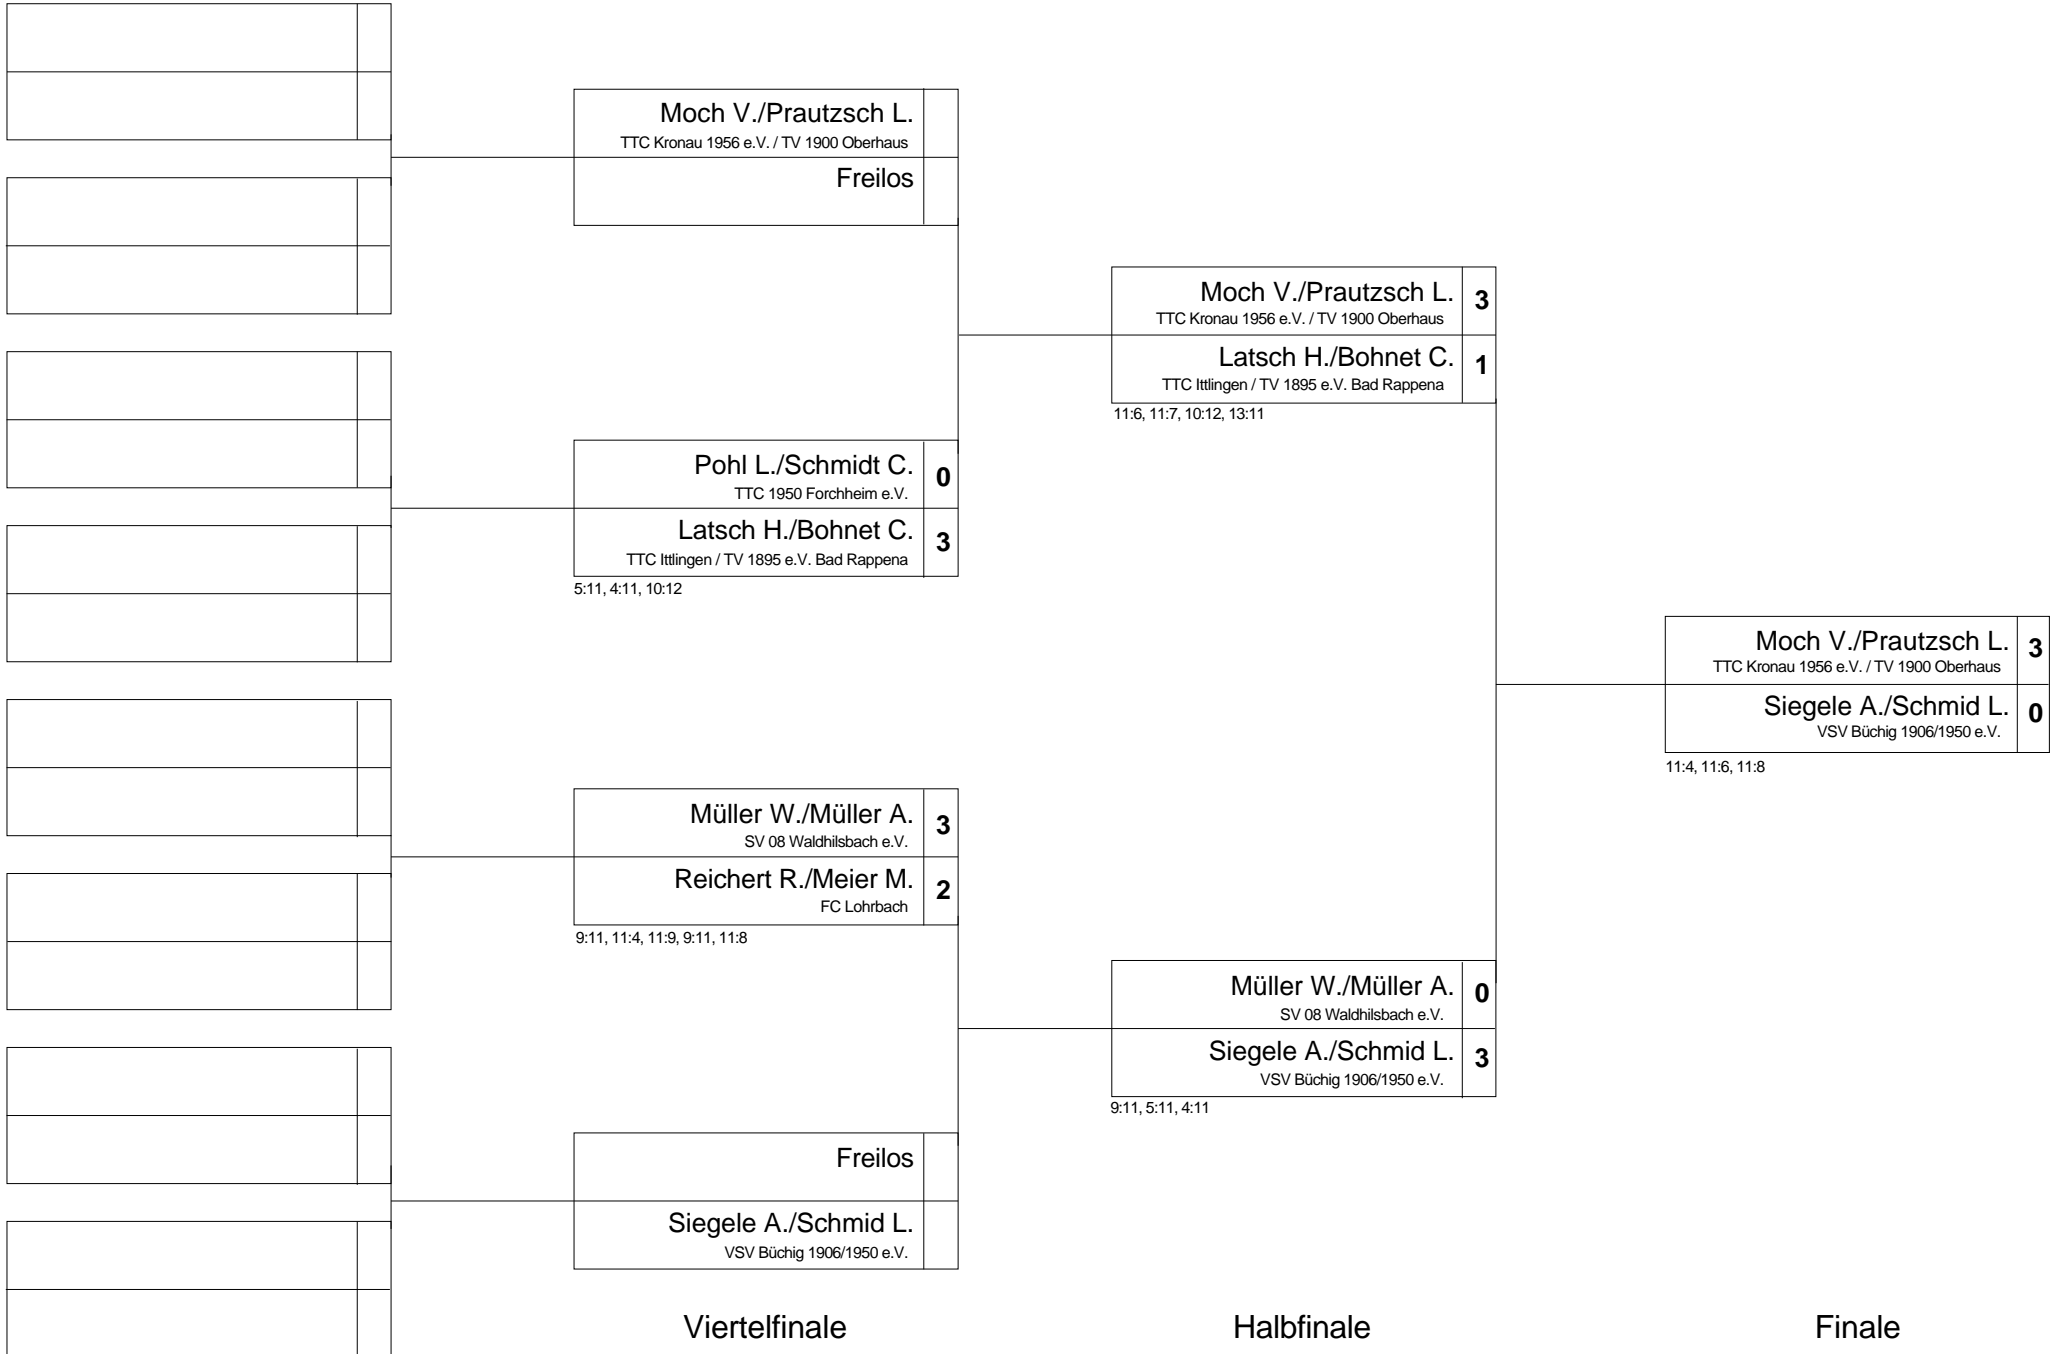 Moch V./Prautzsch L.
TTC Kronau 1956 e.V. / TV 1900 Oberhaus
Freilos
Pohl L./Schmidt C. 0
TTC 1950 Forchheim e.V.
Latsch H./Bohnet C. 3
TTC Ittlingen / TV 1895 e.V. Bad Rappena
5:11, 4:11, 10:12
Müller W./Müller A. 3
SV 08 Waldhilsbach e.V.
Reichert R./Meier M. 2
FC Lohrbach
9:11, 11:4, 11:9, 9:11, 11:8
Freilos
Siegele A./Schmid L.
VSV Büchig 1906/1950 e.V.
Viertelfinale
Moch V./Prautzsch L. 3
TTC Kronau 1956 e.V. / TV 1900 Oberhaus
Latsch H./Bohnet C. 1
TTC Ittlingen / TV 1895 e.V. Bad Rappena
11:6, 11:7, 10:12, 13:11
Müller W./Müller A. 0
SV 08 Waldhilsbach e.V.
Siegele A./Schmid L. 3
VSV Büchig 1906/1950 e.V.
9:11, 5:11, 4:11
Halbfinale
Moch V./Prautzsch L. 3
TTC Kronau 1956 e.V. / TV 1900 Oberhaus
Siegele A./Schmid L. 0
VSV Büchig 1906/1950 e.V.
11:4, 11:6, 11:8
Finale